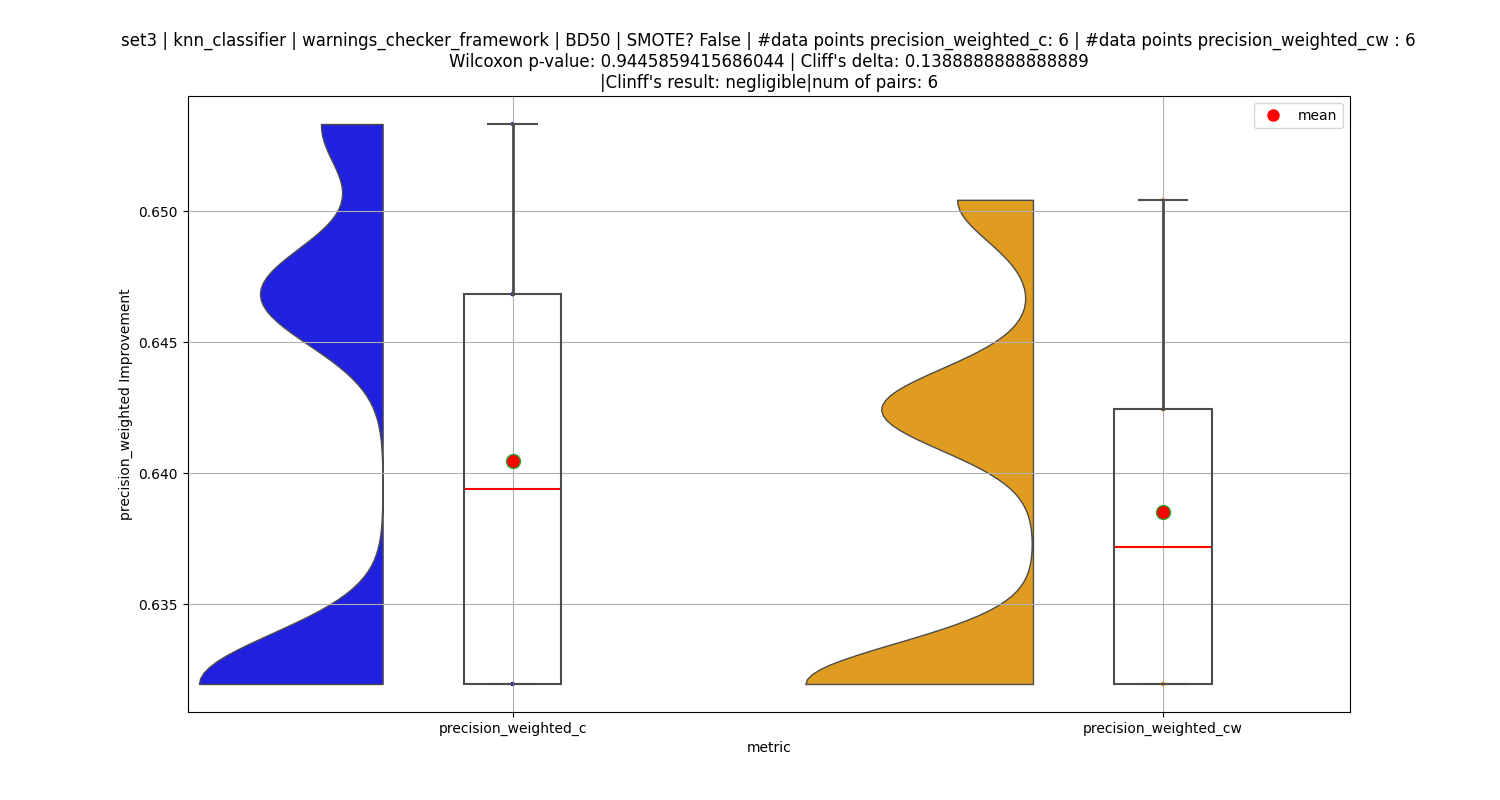 set3 | knn_classifier | warnings_checker_framework | BD50 | SMOTE? False | #data points precision_weighted_c: 6 | #data points precision_weighted_cw : 6
Wilcoxon p-value: 0.9445859415686044 | Cliff's delta: 0.1388888888888889
|Clinff's result: negligible|num of pairs: 6
mean
0.650
0.645
0.640
0.635
precision_weighted Improvement
precision_weighted_c
precision_weighted_cw
metric